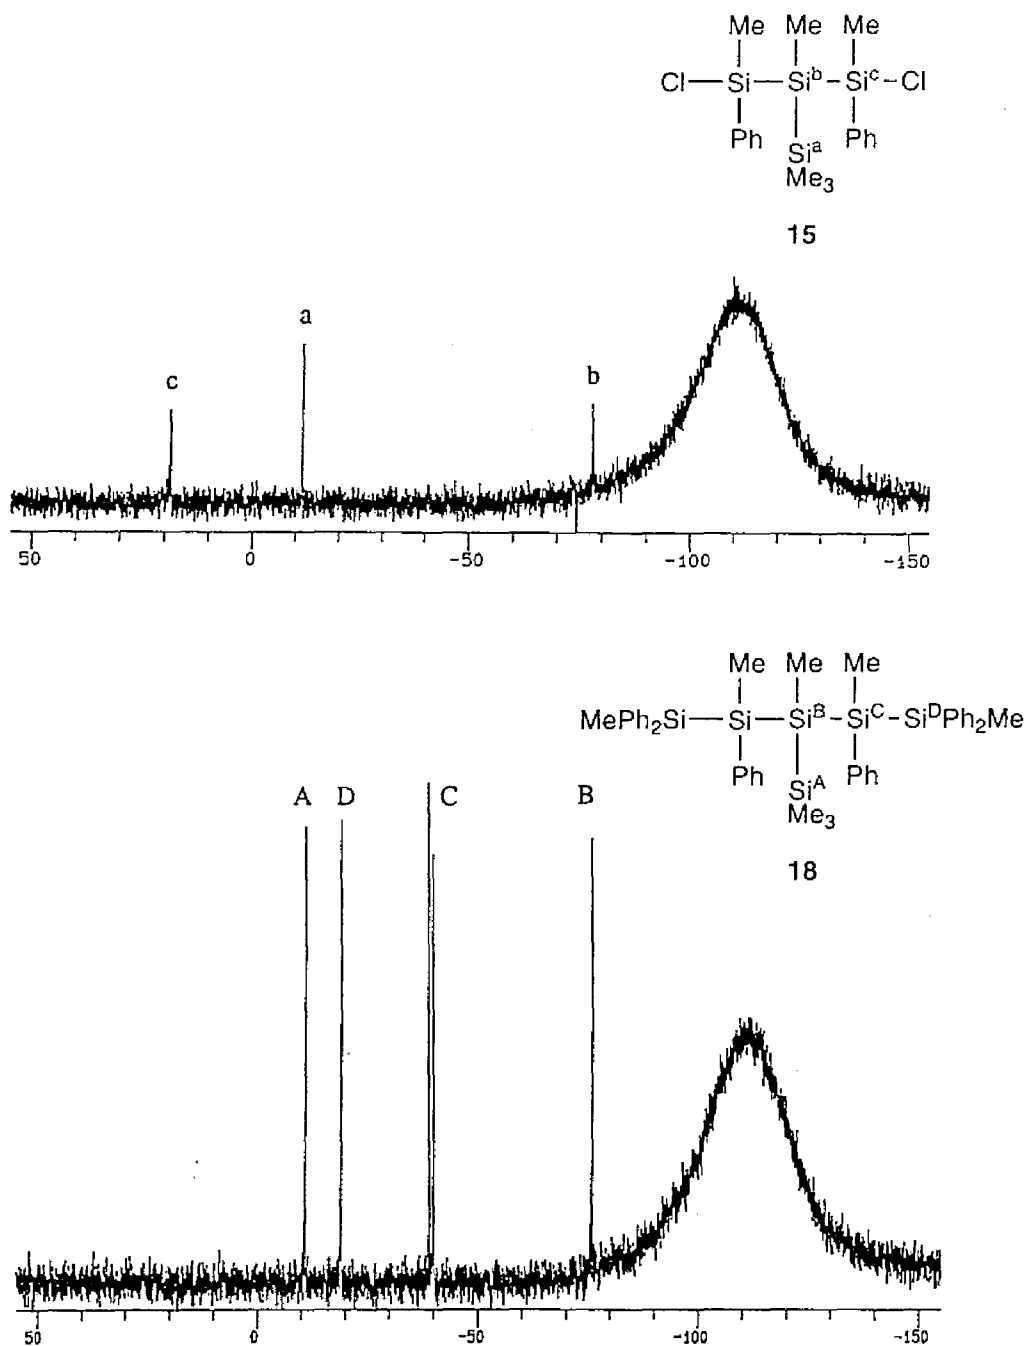 Me Me Me
Cl Si Si^b Si^c Cl
Ph Si^a Ph
Me₃
15
a
c
b
50 0 -50 -100 -150
Me Me Me
MePh₂Si Si Si^B Si^C Si^DPh₂Me
Ph Si^A Ph
Me₃
A D C B
18
50 0 -50 -100 -150